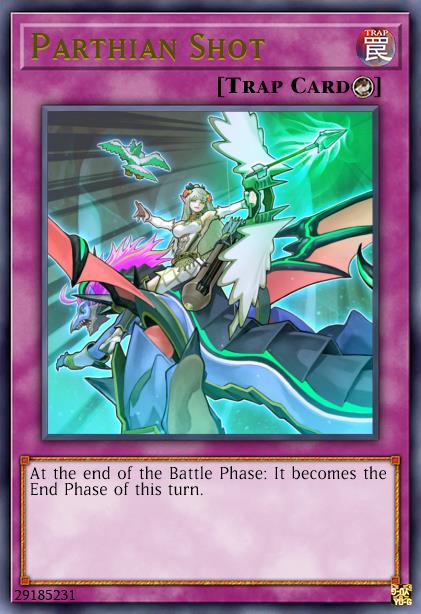 PARTHIAN SHOT
TRAP
罠
[TRAP CARD]
At the end of the Battle Phase: It becomes the
End Phase of this turn.
29185231